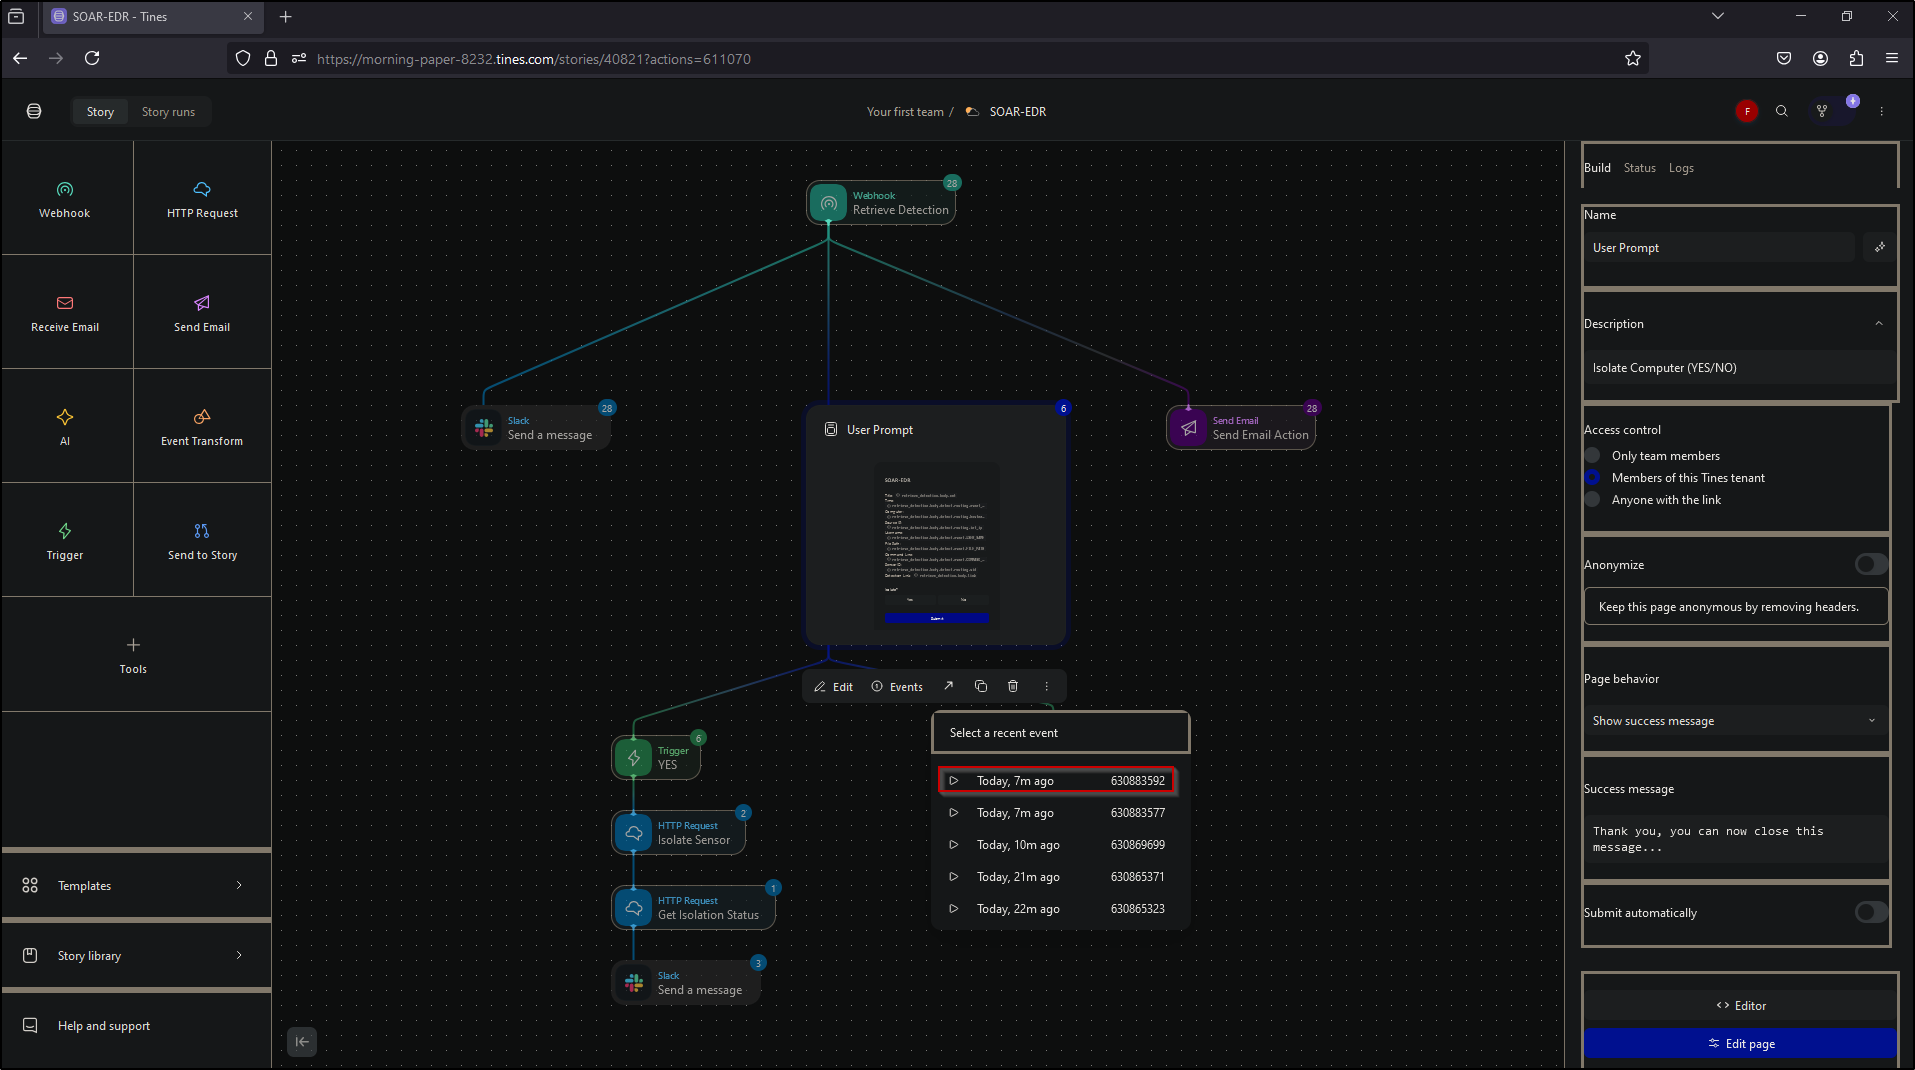 SOAR-EDR - Tines
https://morning-paper-8232.tines.com/stories/40821?actions=611070
Story
Story runs
Your first team /
SOAR-EDR
F
Webhook
HTTP Request
Receive Email
Send Email
AI
Event Transform
Trigger
Send to Story
Tools
Templates
Story library
Help and support
28
Webhook
Retrieve Detection
28
Slack
Send a message
6
User Prompt
SOAR-EDR
Submit
28
Send Email
Send Email Action
Edit
Events
6
Trigger
YES
2
HTTP Request
Isolate Sensor
1
HTTP Request
Get Isolation Status
3
Slack
Send a message
Select a recent event
Today, 7m ago 630883592
Today, 7m ago 630883577
Today, 10m ago 630869699
Today, 21m ago 630865371
Today, 22m ago 630865323
Build
Status
Logs
Name
User Prompt
Description
Isolate Computer (YES/NO)
Access control
Only team members
Members of this Tines tenant
Anyone with the link
Anonymize
Keep this page anonymous by removing headers.
Page behavior
Show success message
Success message
Thank you, you can now close this
message...
Submit automatically
Editor
Edit page